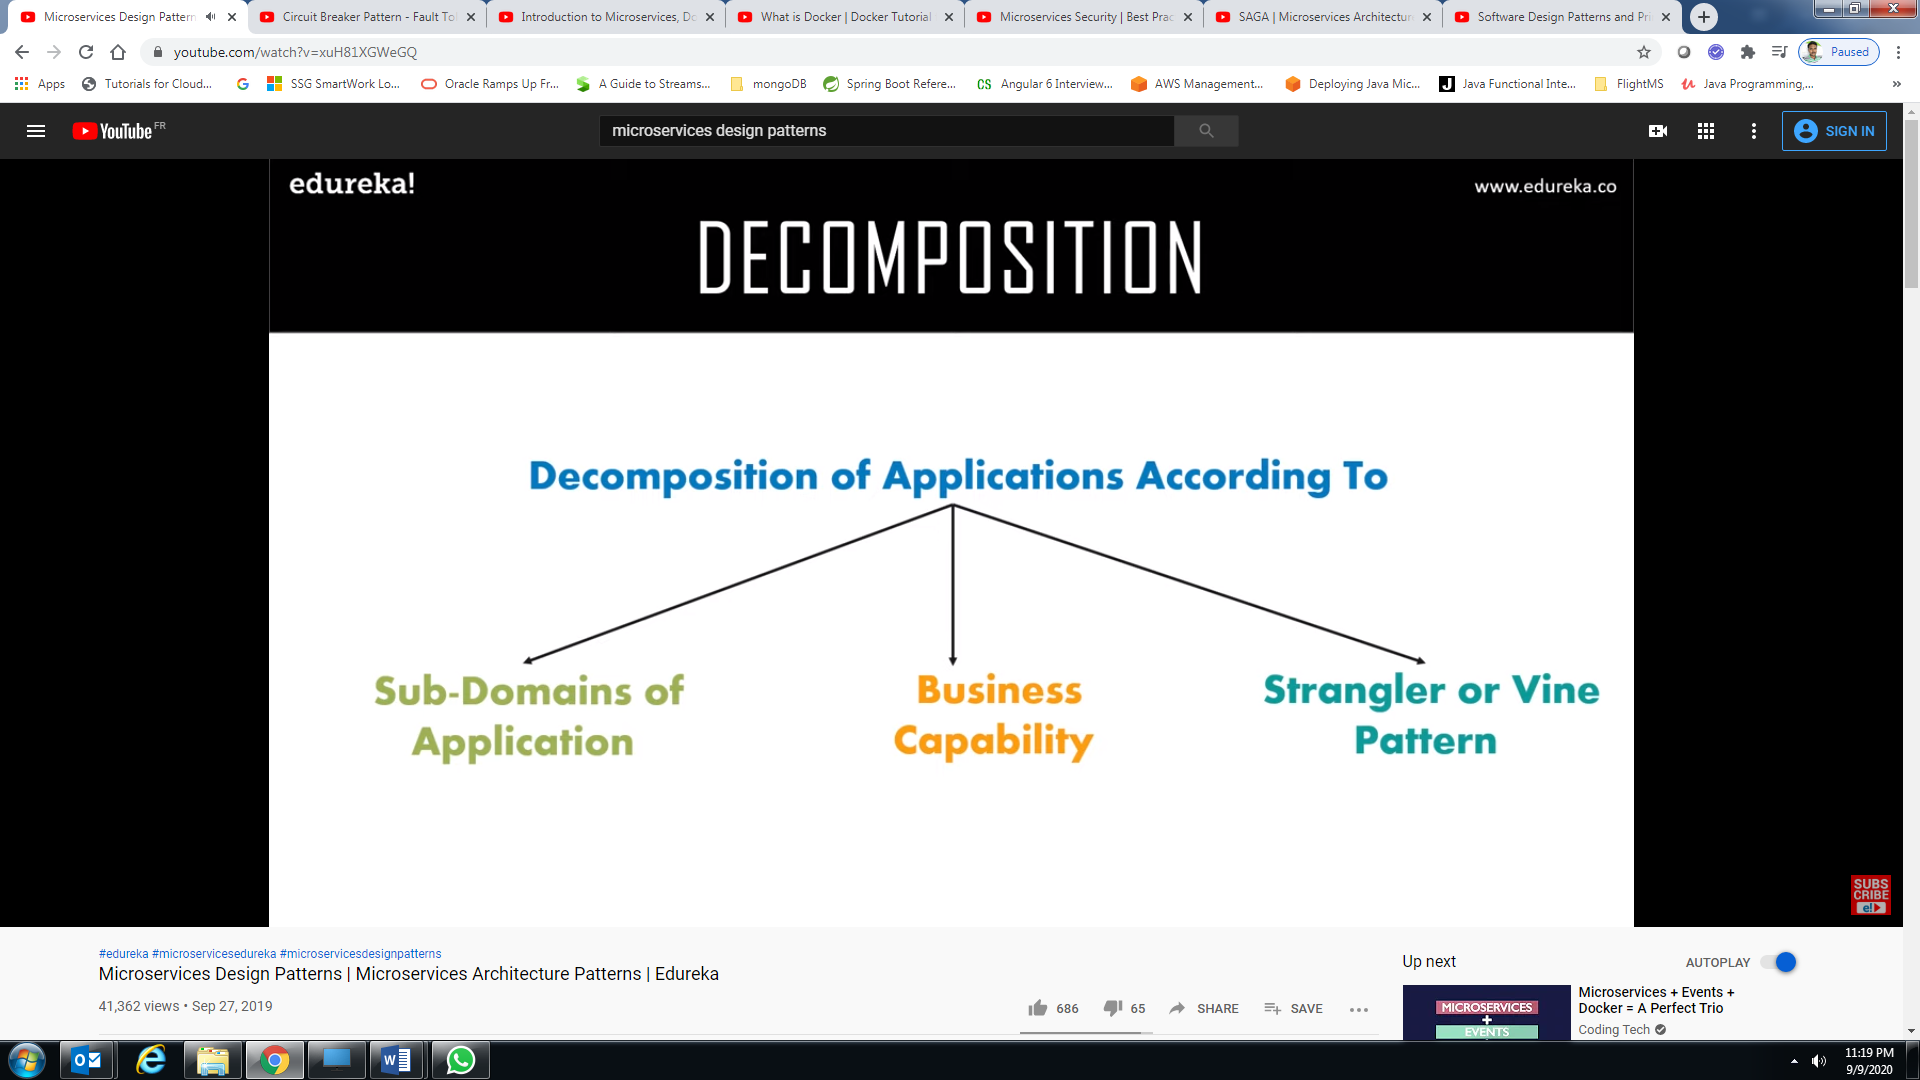 Microservices Design Pattern
Circuit Breaker Pattern - Fault Tol
Introduction to Microservices, Do
What is Docker | Docker Tutorial
Microservices Security | Best Prac
SAGA | Microservices Architectur
Software Design Patterns and Pri
youtube.com/watch?v=xuH81XGWeGQ
Paused
Apps
Tutorials for Cloud...
SSG SmartWork Lo...
Oracle Ramps Up Fr...
A Guide to Streams...
mongoDB
CS
Spring Boot Refere...
Angular 6 Interview...
AWS Management...
Deploying Java Mic...
Java Functional Inte...
FlightMS
Java Programming,...
YouTube FR
microservices design patterns
SIGN IN
edureka!
www.edureka.co
DECOMPOSITION
Decomposition of Applications According To
Sub-Domains of
Application
Business
Capability
Strangler or Vine
Pattern
SUBS
CRIBE
e!
#edureka #microservicesedureka #microservicesdesignpatterns
Microservices Design Patterns | Microservices Architecture Patterns | Edureka
41,362 views • Sep 27, 2019
686
65
SHARE
SAVE
Up next
AUTOPLAY
MICROSERVICES
+
EVENTS
Microservices + Events +
Docker = A Perfect Trio
Coding Tech
11:19 PM
9/9/2020